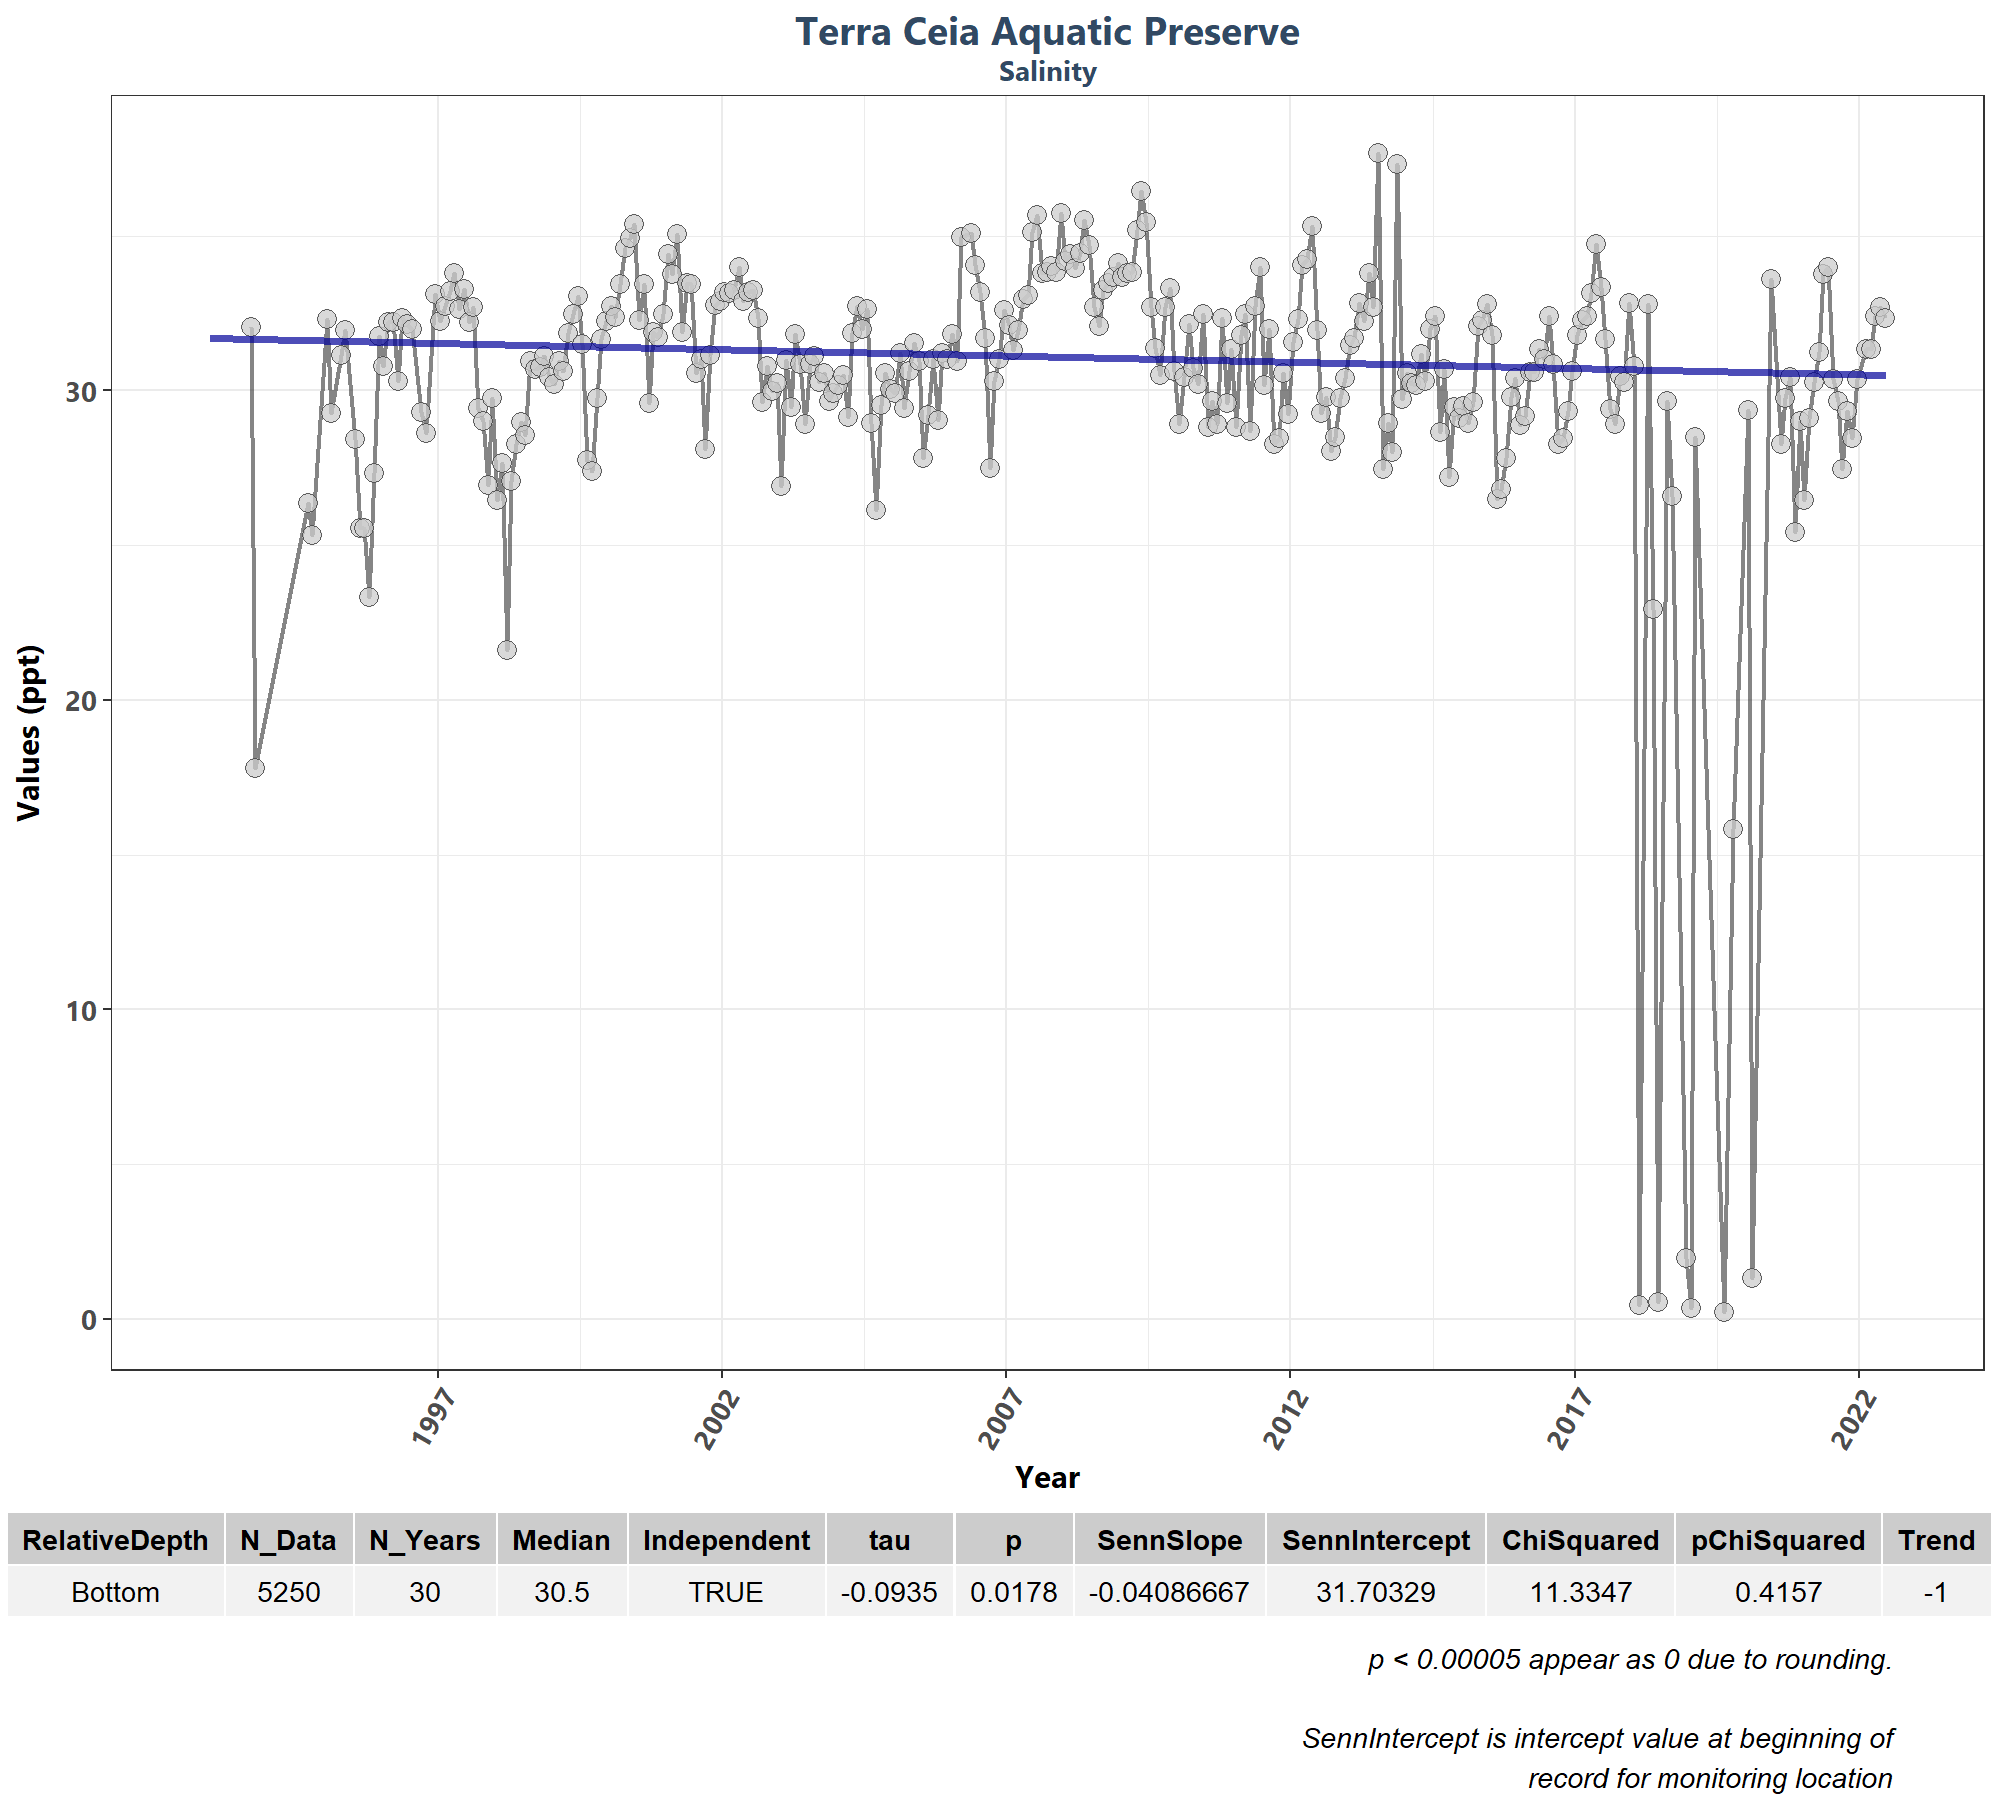 Terra Ceia Aquatic Preserve
Salinity
Values (ppt)
30
20
10
0
1997
2002
2007
2012
2017
2022
Year
RelativeDepth N_Data N_Years Median Independent tau p SennSlope SennIntercept ChiSquared pChiSquared Trend
Bottom 5250 30 30.5 TRUE -0.0935 0.0178 -0.04086667 31.70329 11.3347 0.4157 -1
p < 0.00005 appear as 0 due to rounding.
SennIntercept is intercept value at beginning of
record for monitoring location